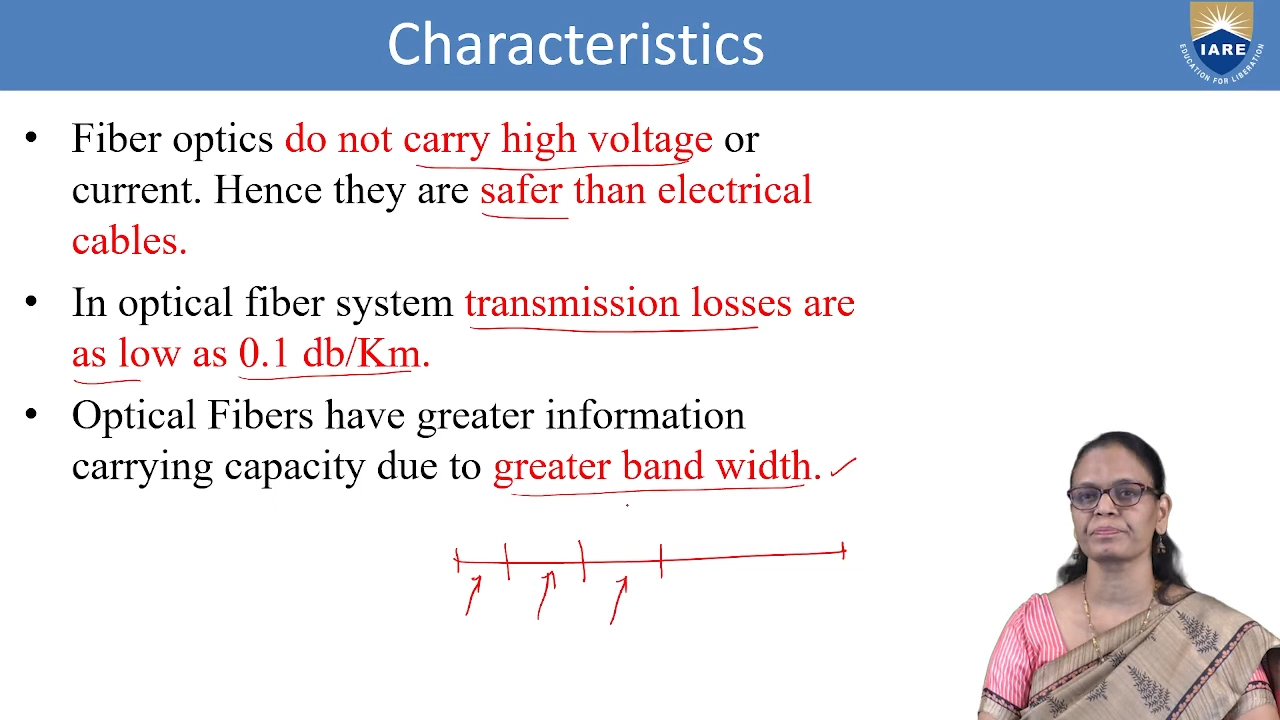 Characteristics
IARE
EDUCATION FOR LIBERATION
• Fiber optics do not carry high voltage or
current. Hence they are safer than electrical
cables.
• In optical fiber system transmission losses are
as low as 0.1 db/Km.
• Optical Fibers have greater information
carrying capacity due to greater band width.